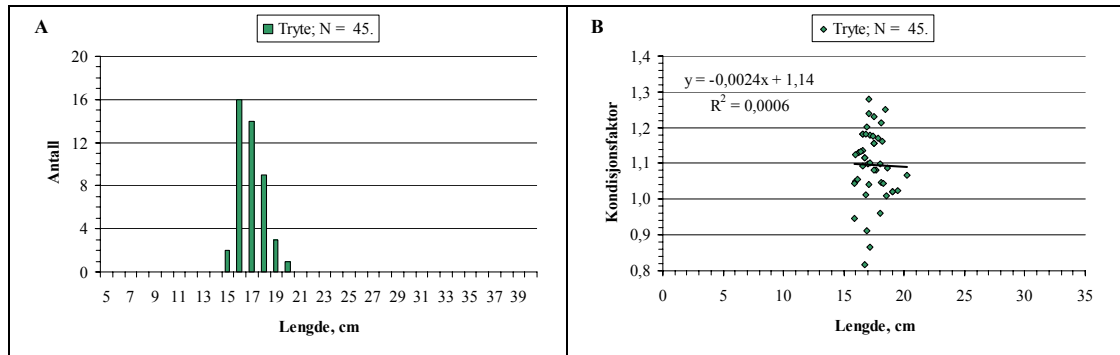 A
Tryte; N = 45.
20
16
12
8
4
0
Antall
5 7 9 11 13 15 17 19 21 23 25 27 29 31 33 35 37 39
Lengde, cm
B
Tryte; N = 45.
y = -0,0024x + 1,14
R² = 0,0006
1,4
1,3
1,2
1,1
1,0
0,9
0,8
Kondisjonsfaktor
0 5 10 15 20 25 30 35
Lengde, cm